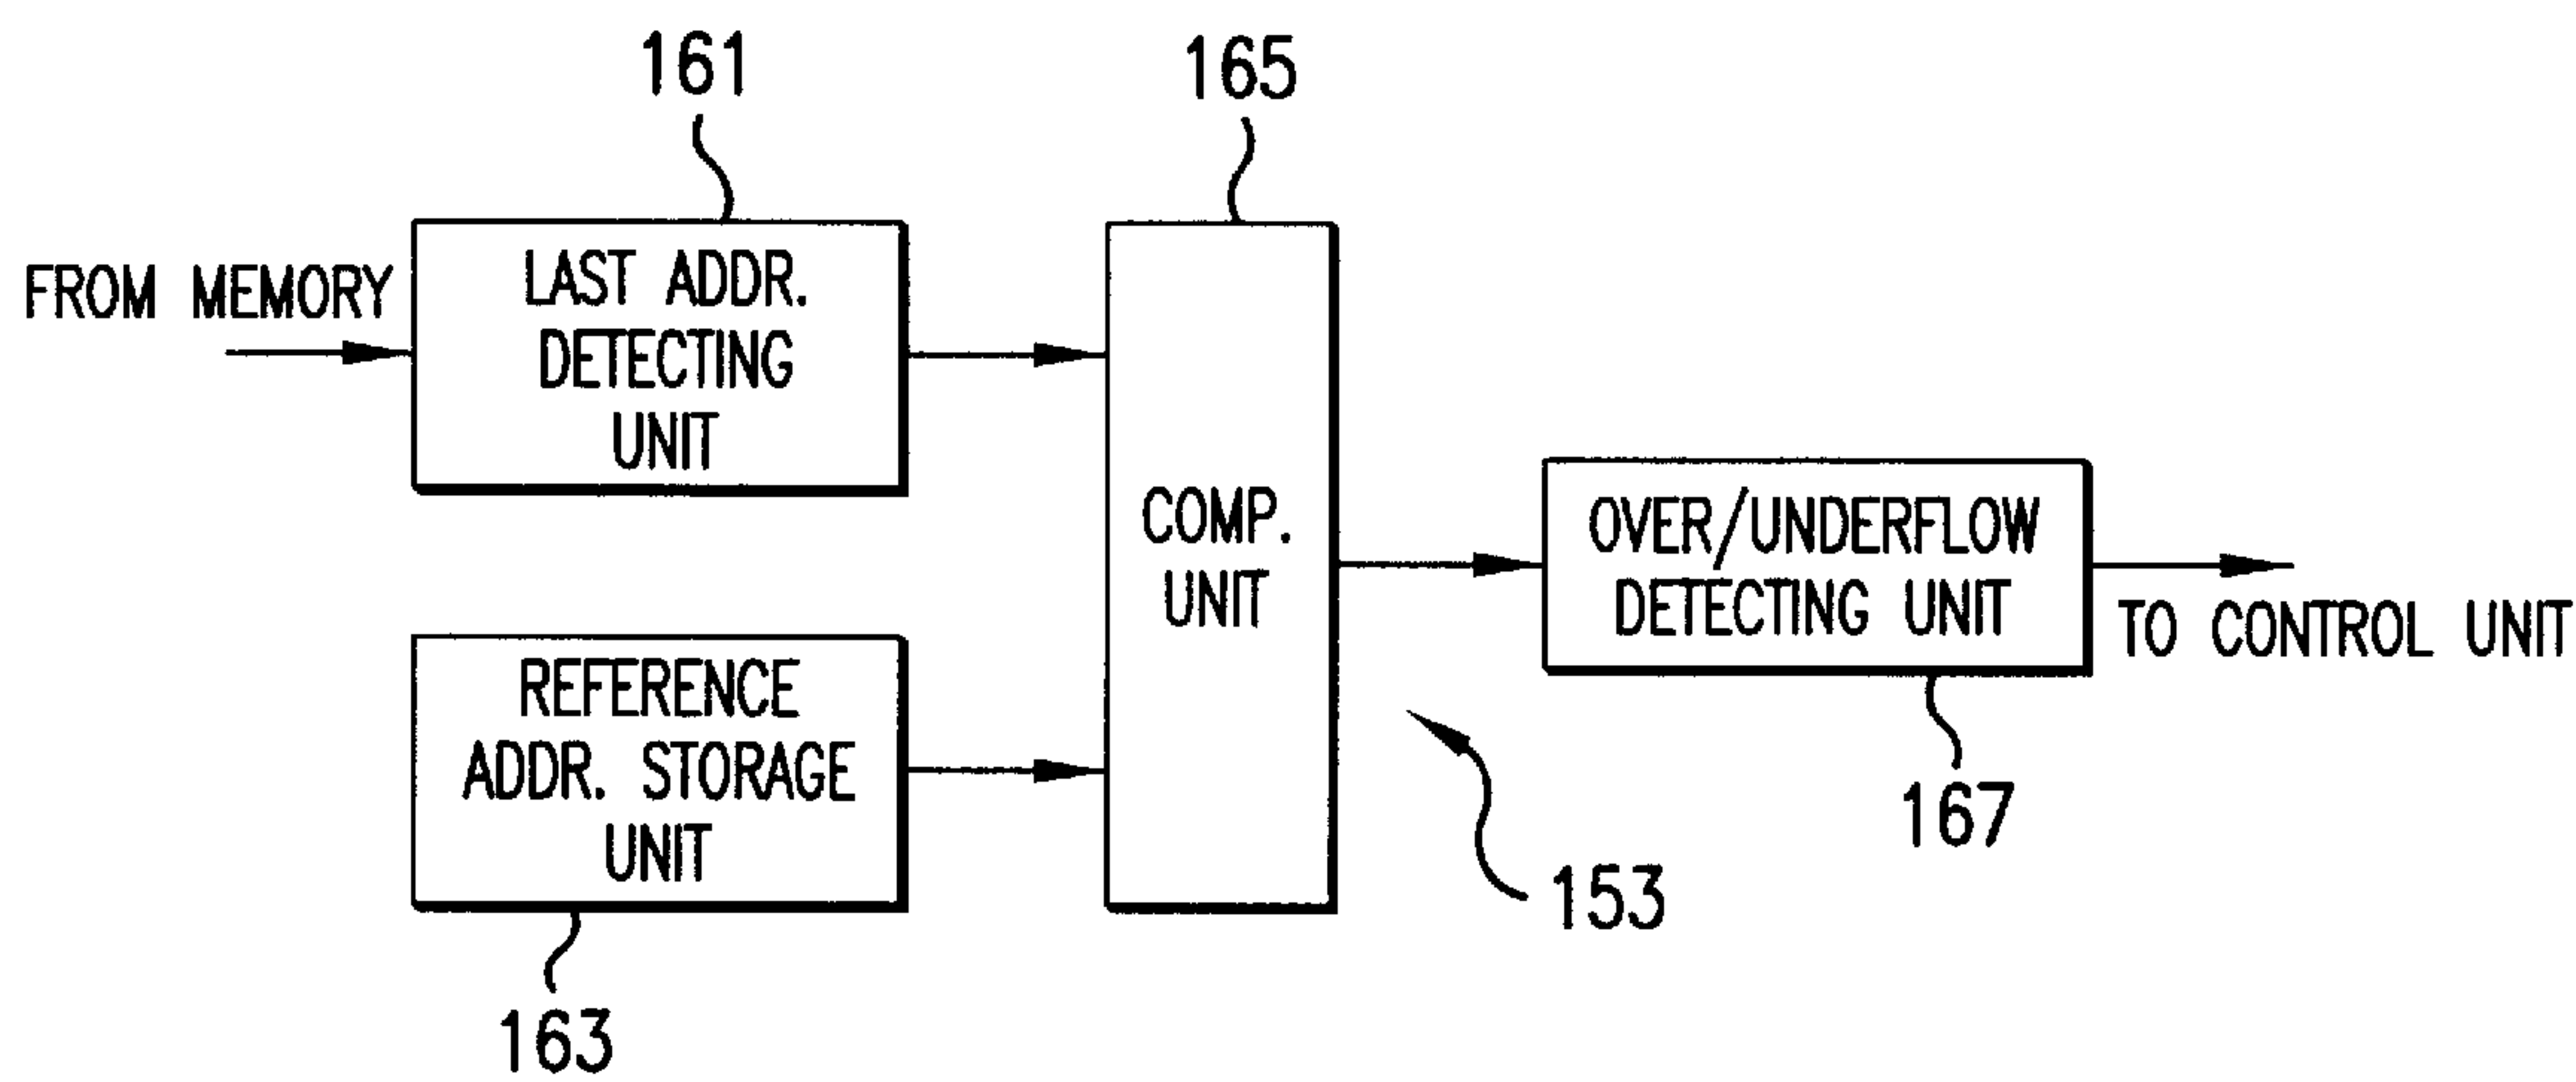 161
165
FROM MEMORY
LAST ADDR.
DETECTING
UNIT
COMP.
UNIT
OVER/UNDERFLOW
DETECTING UNIT
TO CONTROL UNIT
REFERENCE
ADDR. STORAGE
UNIT
167
153
163